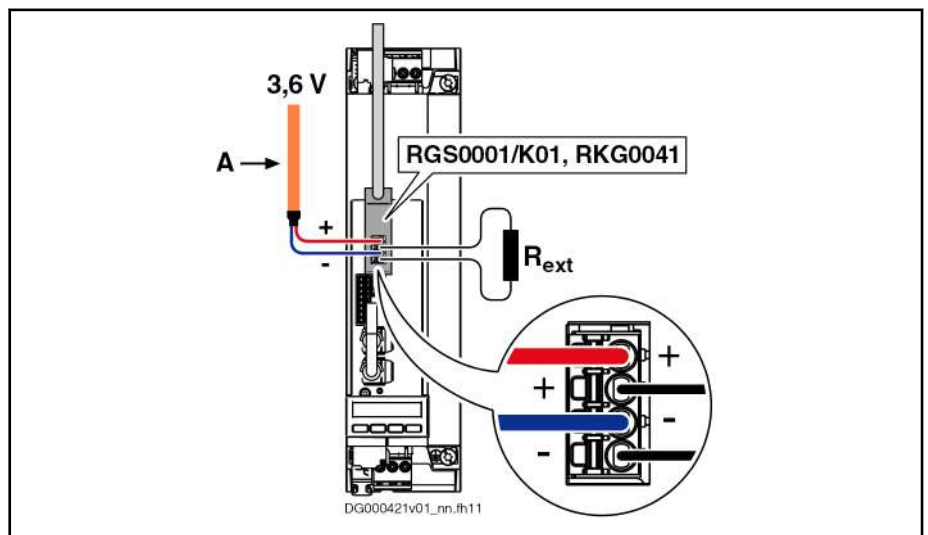 3,6 V
A
RGS0001/K01, RKG0041
+
-
Rext
+
+
-
-
DG000421v01_nn.fh11